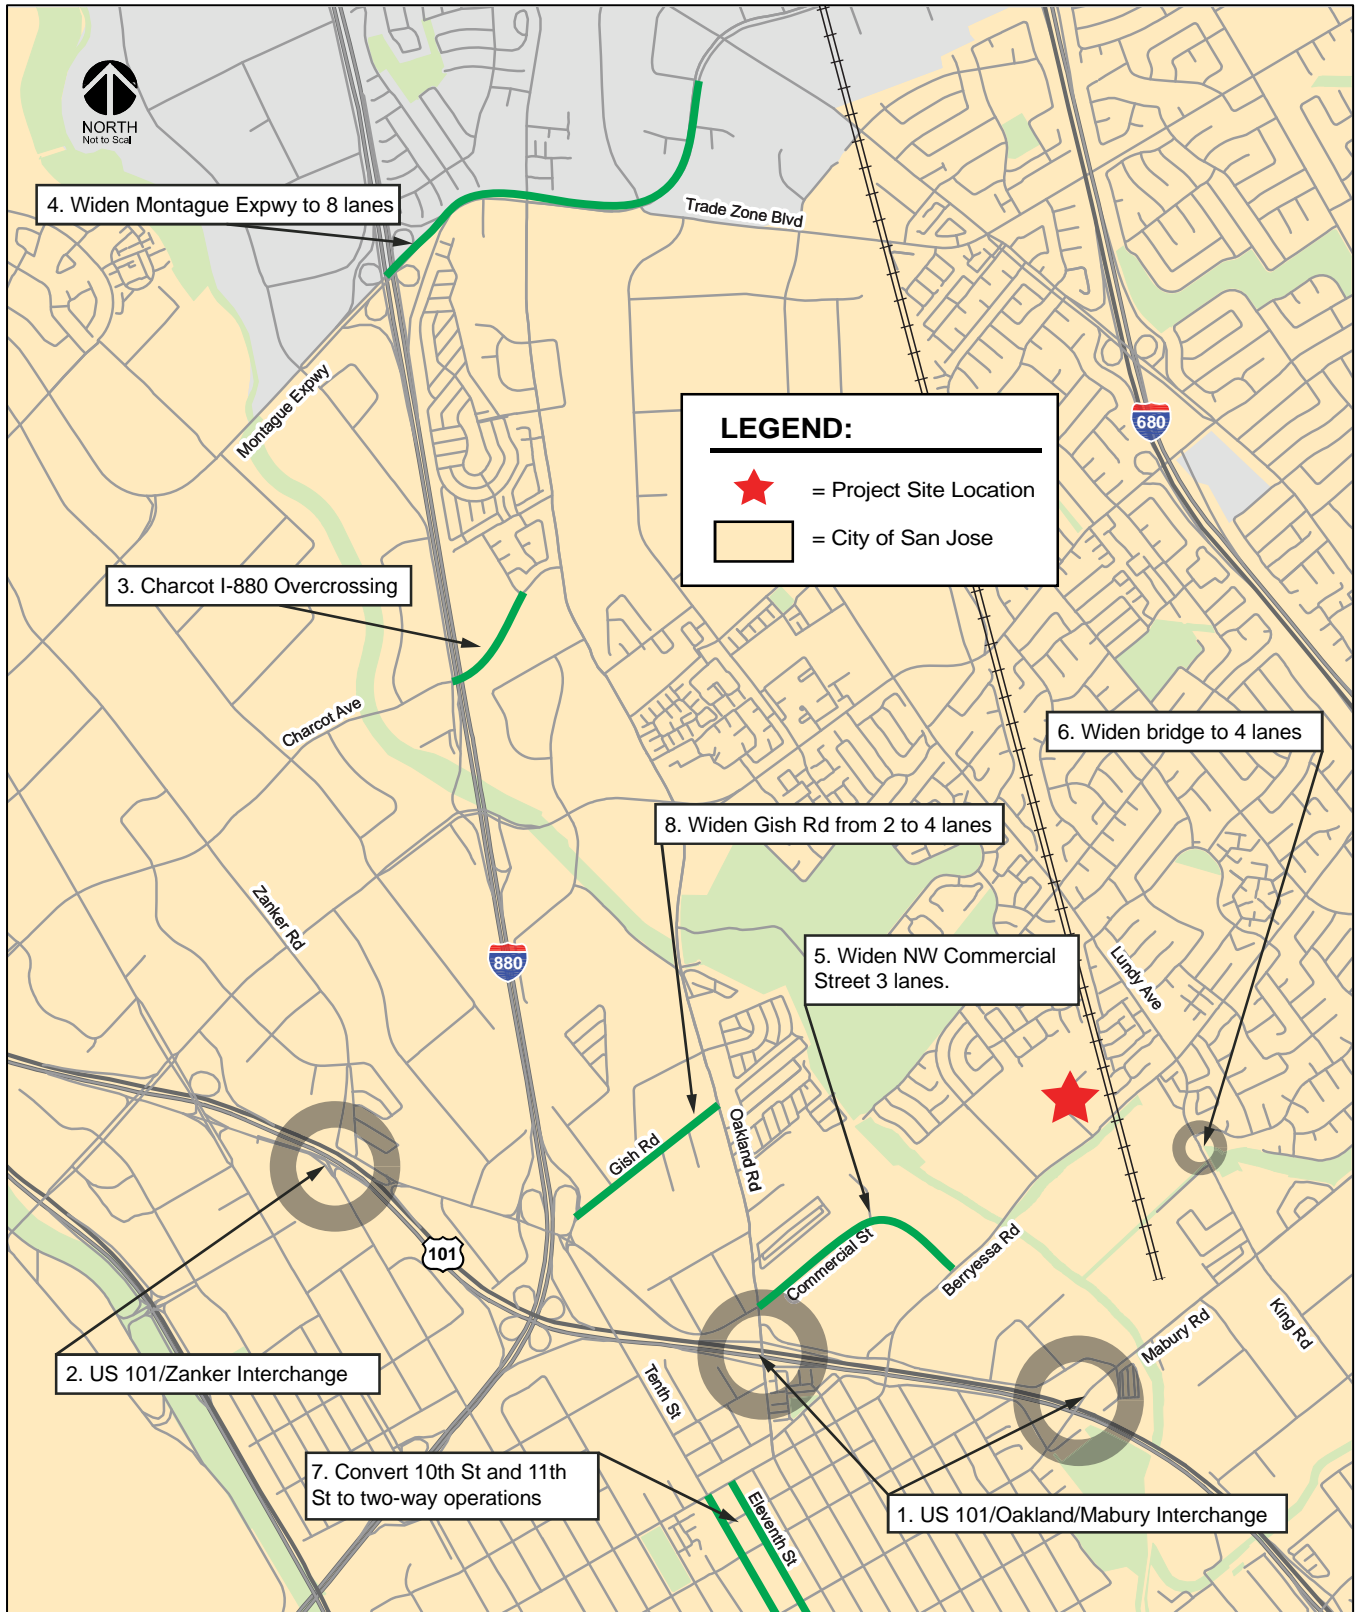 NORTH
Not to Scal
4. Widen Montague Expwy to 8 lanes
Trade Zone Blvd
Montague Expwy
LEGEND:
= Project Site Location
= City of San Jose
680
3. Charcot I-880 Overcrossing
Charcot Ave
6. Widen bridge to 4 lanes
8. Widen Gish Rd from 2 to 4 lanes
Zanker Rd
880
5. Widen NW Commercial
Street 3 lanes.
Lundy Ave
Oakland Rd
Gish Rd
Commercial St
Berryessa Rd
101
Mabury Rd
King Rd
2. US 101/Zanker Interchange
Tenth St
7. Convert 10th St and 11th
St to two-way operations
Eleventh St
1. US 101/Oakland/Mabury Interchange